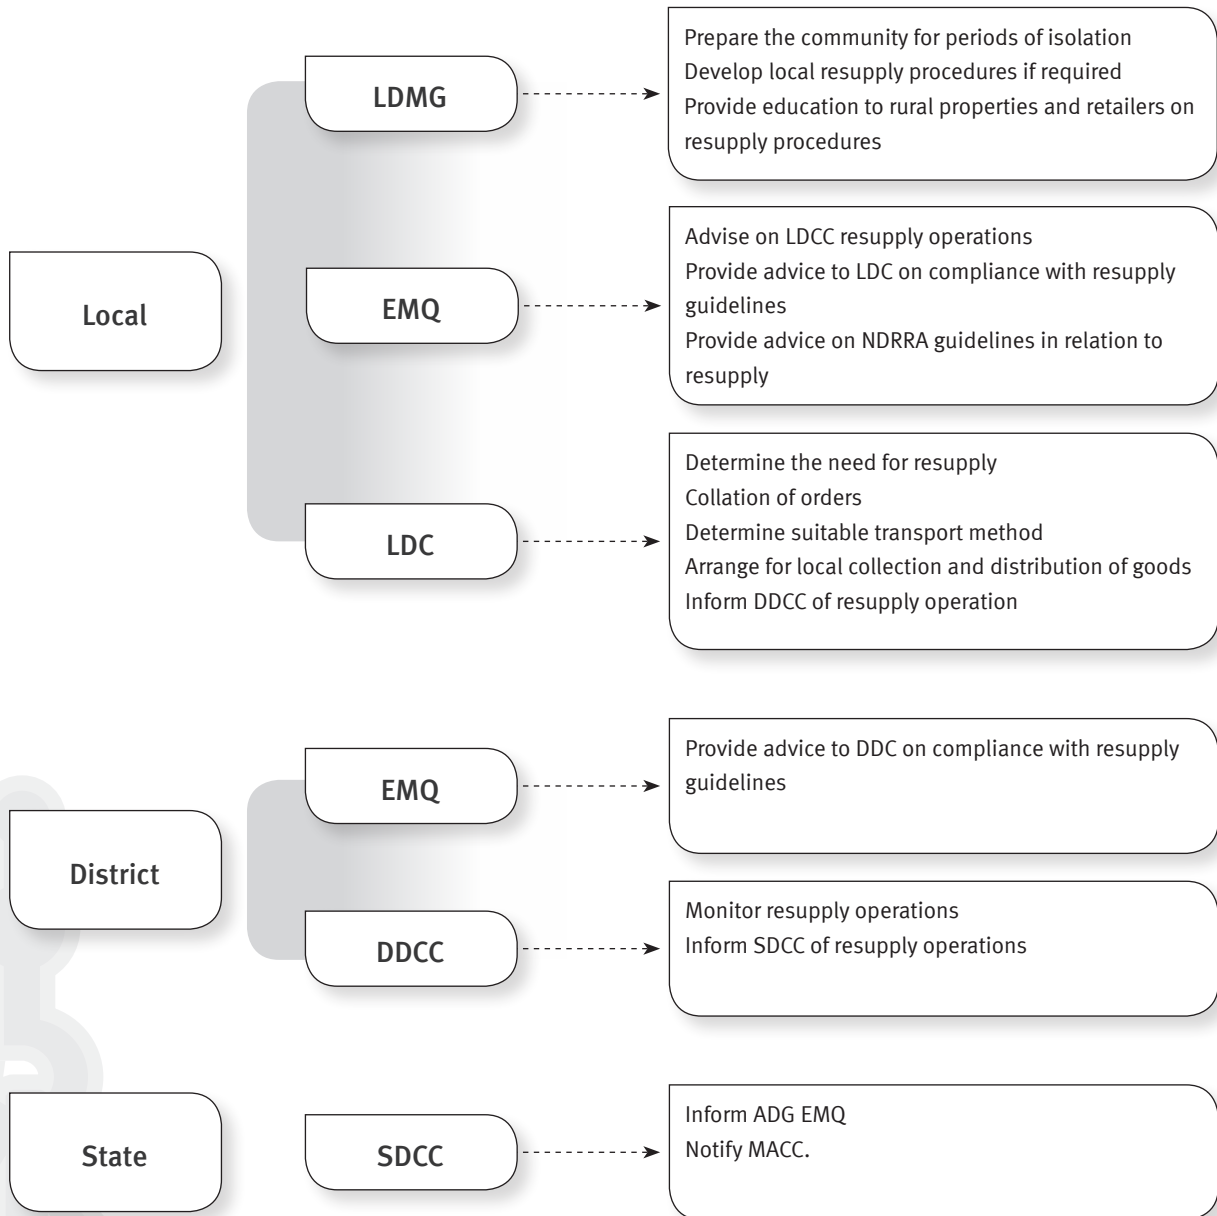 Local
LDMG
Prepare the community for periods of isolation
Develop local resupply procedures if required
Provide education to rural properties and retailers on
resupply procedures
EMQ
Advise on LDCC resupply operations
Provide advice to LDC on compliance with resupply
guidelines
Provide advice on NDRRA guidelines in relation to
resupply
LDC
Determine the need for resupply
Collation of orders
Determine suitable transport method
Arrange for local collection and distribution of goods
Inform DDCC of resupply operation
District
EMQ
Provide advice to DDC on compliance with resupply
guidelines
DDCC
Monitor resupply operations
Inform SDCC of resupply operations
State
SDCC
Inform ADG EMQ
Notify MACC.